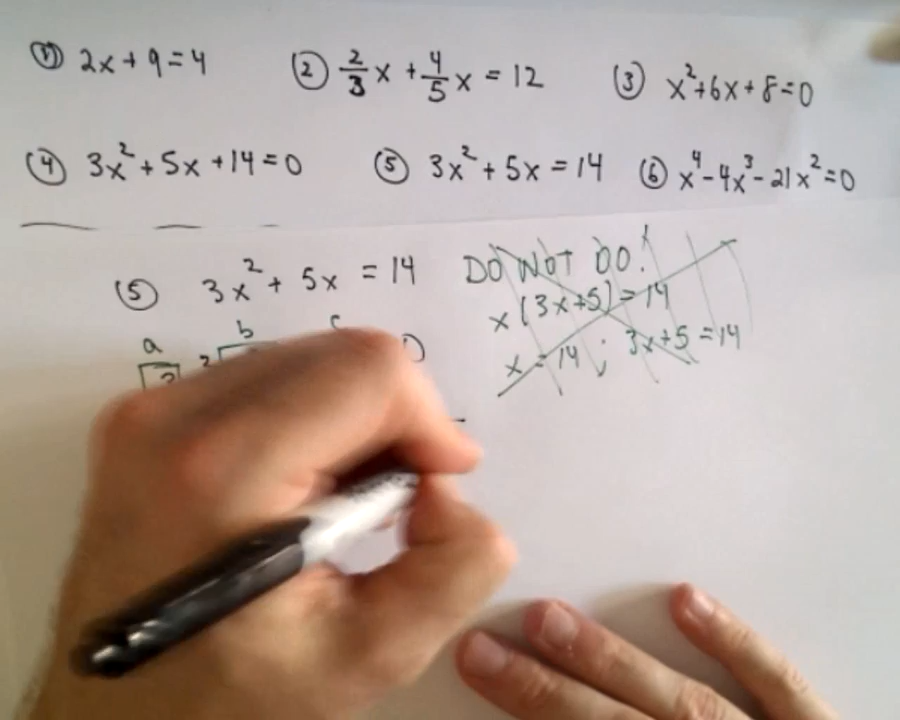 ① 2x + 9 = 4 ② 2/3 x + 4/5 x = 12 ③ x² + 6x + 8 = 0
④ 3x² + 5x + 14 = 0 ⑤ 3x² + 5x = 14 ⑥ x⁴ - 4x³ - 21x² = 0
⑤ 3x² + 5x = 14 DO NOT DO!
x(3x+5) = 14
a b c
x = 14 ; 3x+5 = 14